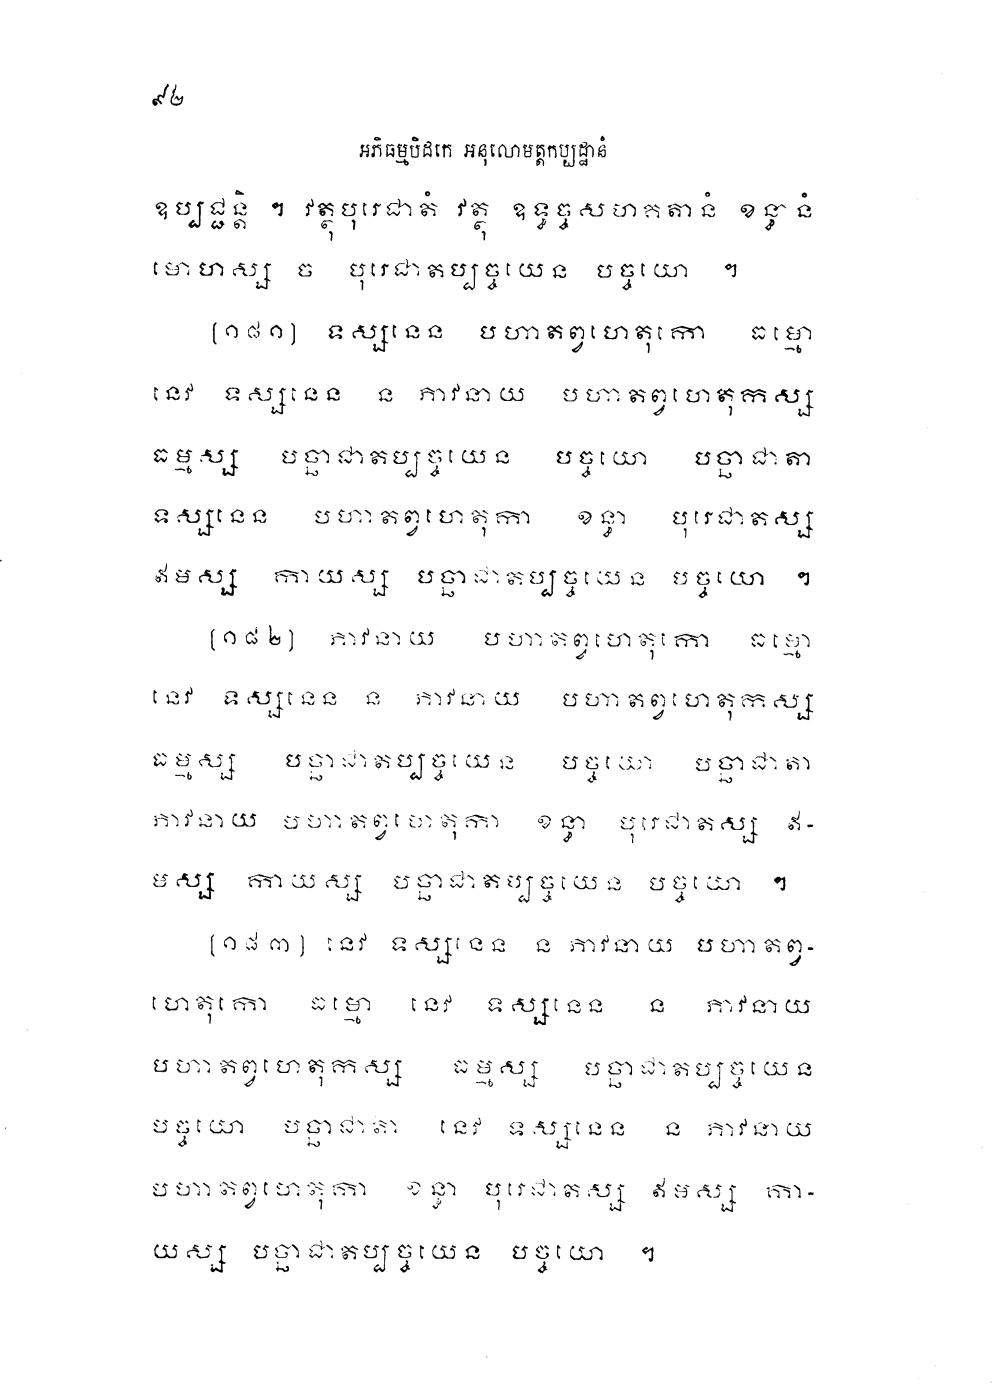 ៩២
អភិធម្មបិដកេ អនុលោមត្តិកប្បដ្ឋានំ
ឧប្បជ្ជន្តិ ។ វត្ថុបុរេជាតំ វត្ថុ ឧទ្ធច្ចសហគតានំ ខន្ធានំ
មោហស្ស ច បុរេជាតប្បច្ចយេន បច្ចយោ ។
[១៨១] ទស្សនេន បហាតព្វហេតុកោ ធម្មោ
នេវ ទស្សនេន ន ភាវនាយ បហាតព្វហេតុកស្ស
ធម្មស្ស បច្ឆាជាតប្បច្ចយេន បច្ចយោ បច្ឆាជាតា
ទស្សនេន បហាតព្វហេតុកា ខន្ធា បុរេជាតស្ស
ឥមស្ស កាយស្ស បច្ឆាជាតប្បច្ចយេន បច្ចយោ ។
[១៨២] ភាវនាយ បហាតព្វហេតុកោ ធម្មោ
នេវ ទស្សនេន ន ភាវនាយ បហាតព្វហេតុកស្ស
ធម្មស្ស បច្ឆាជាតប្បច្ចយេន បច្ចយោ បច្ឆាជាតា
ភាវនាយ បហាតព្វហេតុកា ខន្ធា បុរេជាតស្ស ឥ-
មស្ស កាយស្ស បច្ឆាជាតប្បច្ចយេន បច្ចយោ ។
[១៨៣] នេវ ទស្សនេន ន ភាវនាយ បហាតព្វ-
ហេតុកោ ធម្មោ នេវ ទស្សនេន ន ភាវនាយ
បហាតព្វហេតុកស្ស ធម្មស្ស បច្ឆាជាតប្បច្ចយេន
បច្ចយោ បច្ឆាជាតា នេវ ទស្សនេន ន ភាវនាយ
បហាតព្វហេតុកា ខន្ធា បុរេជាតស្ស ឥមស្ស កា-
យស្ស បច្ឆាជាតប្បច្ចយេន បច្ចយោ ។